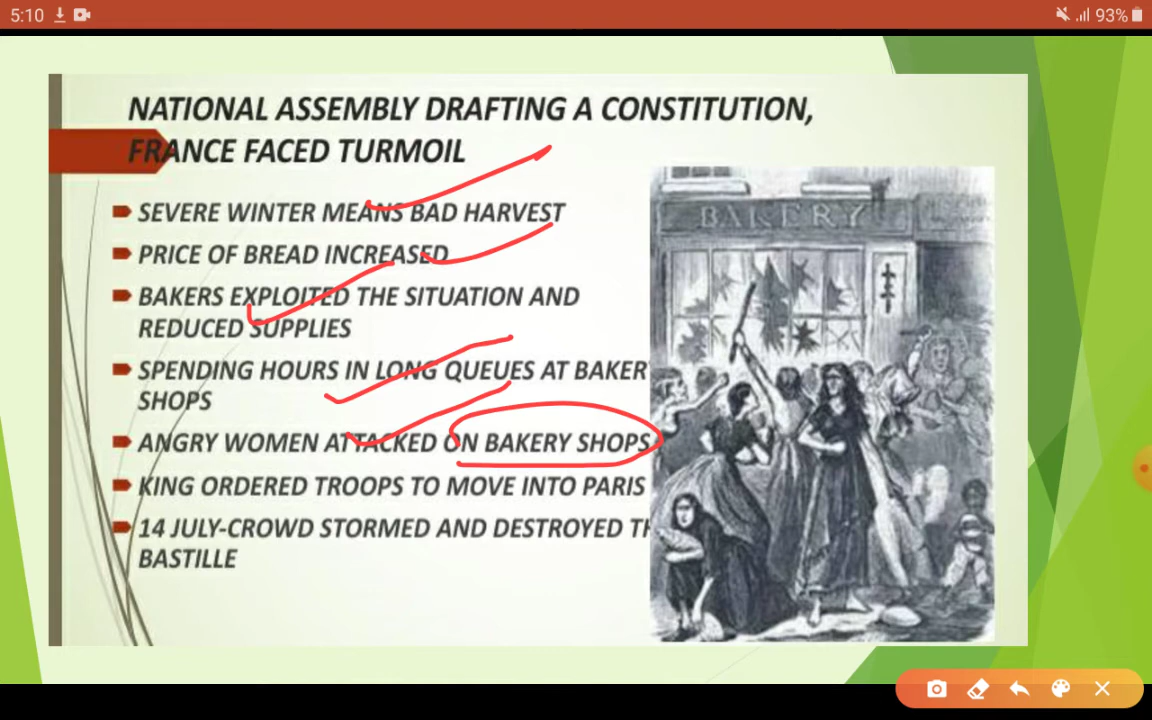 5:10
93%
NATIONAL ASSEMBLY DRAFTING A CONSTITUTION,
FRANCE FACED TURMOIL
SEVERE WINTER MEANS BAD HARVEST
PRICE OF BREAD INCREASED
BAKERS EXPLOITED THE SITUATION AND
REDUCED SUPPLIES
SPENDING HOURS IN LONG QUEUES AT BAKER
SHOPS
ANGRY WOMEN ATTACKED ON BAKERY SHOPS
KING ORDERED TROOPS TO MOVE INTO PARIS
14 JULY-CROWD STORMED AND DESTROYED TH
BASTILLE
BAKERY